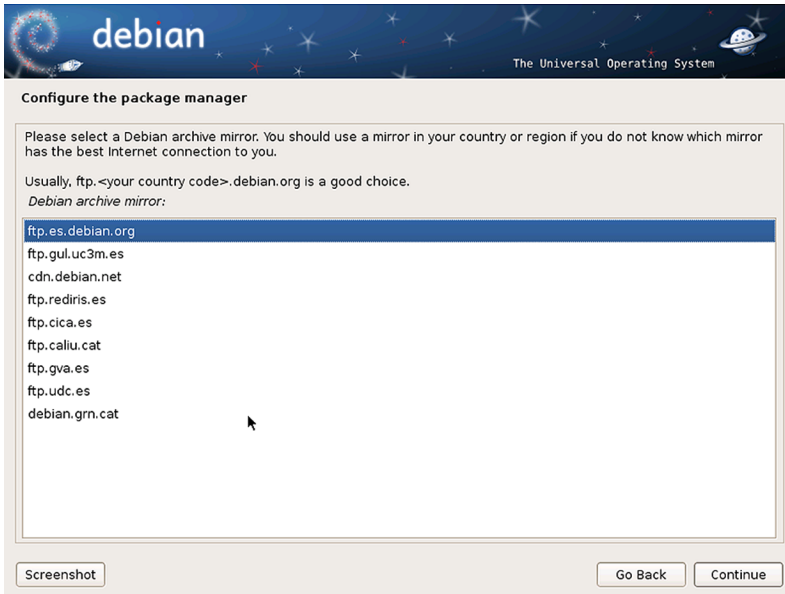 debian
The Universal Operating System
Configure the package manager
Please select a Debian archive mirror. You should use a mirror in your country or region if you do not know which mirror
has the best Internet connection to you.
Usually, ftp.<your country code>.debian.org is a good choice.
Debian archive mirror:
ftp.es.debian.org
ftp.gul.uc3m.es
cdn.debian.net
ftp.rediris.es
ftp.cica.es
ftp.caliu.cat
ftp.gva.es
ftp.udc.es
debian.grn.cat
Screenshot
Go Back
Continue